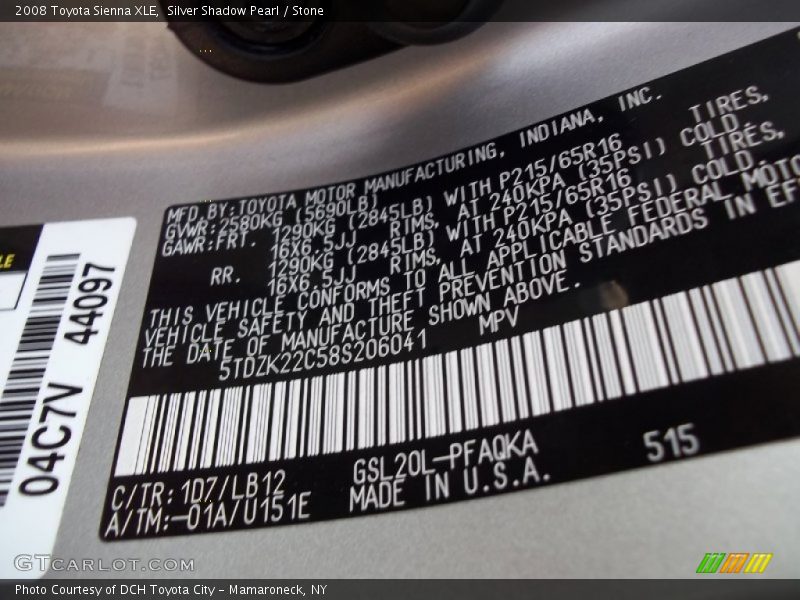 2008 Toyota Sienna XLE, Silver Shadow Pearl / Stone
MFD.BY:TOYOTA MOTOR MANUFACTURING, INDIANA, INC.
GVWR:2580KG (5690LB)
GAWR:FRT. 1290KG (2845LB) WITH P215/65R16 TIRES,
16X6.5JJ RIMS, AT 240KPA (35PSI) COLD.
RR. 1290KG (2845LB) WITH P215/65R16 TIRES,
16X6.5JJ RIMS, AT 240KPA (35PSI) COLD.
THIS VEHICLE CONFORMS TO ALL APPLICABLE FEDERAL MOTO
VEHICLE SAFETY AND THEFT PREVENTION STANDARDS IN EF
THE DATE OF MANUFACTURE SHOWN ABOVE.
5TDZK22C58S206041 MPV
C/TR:1D7/LB12 GSL20L-PFAQKA 515
A/TM:-01A/U151E MADE IN U.S.A.
LE
04C7V 44097
GTCARLOT.COM
Photo Courtesy of DCH Toyota City - Mamaroneck, NY